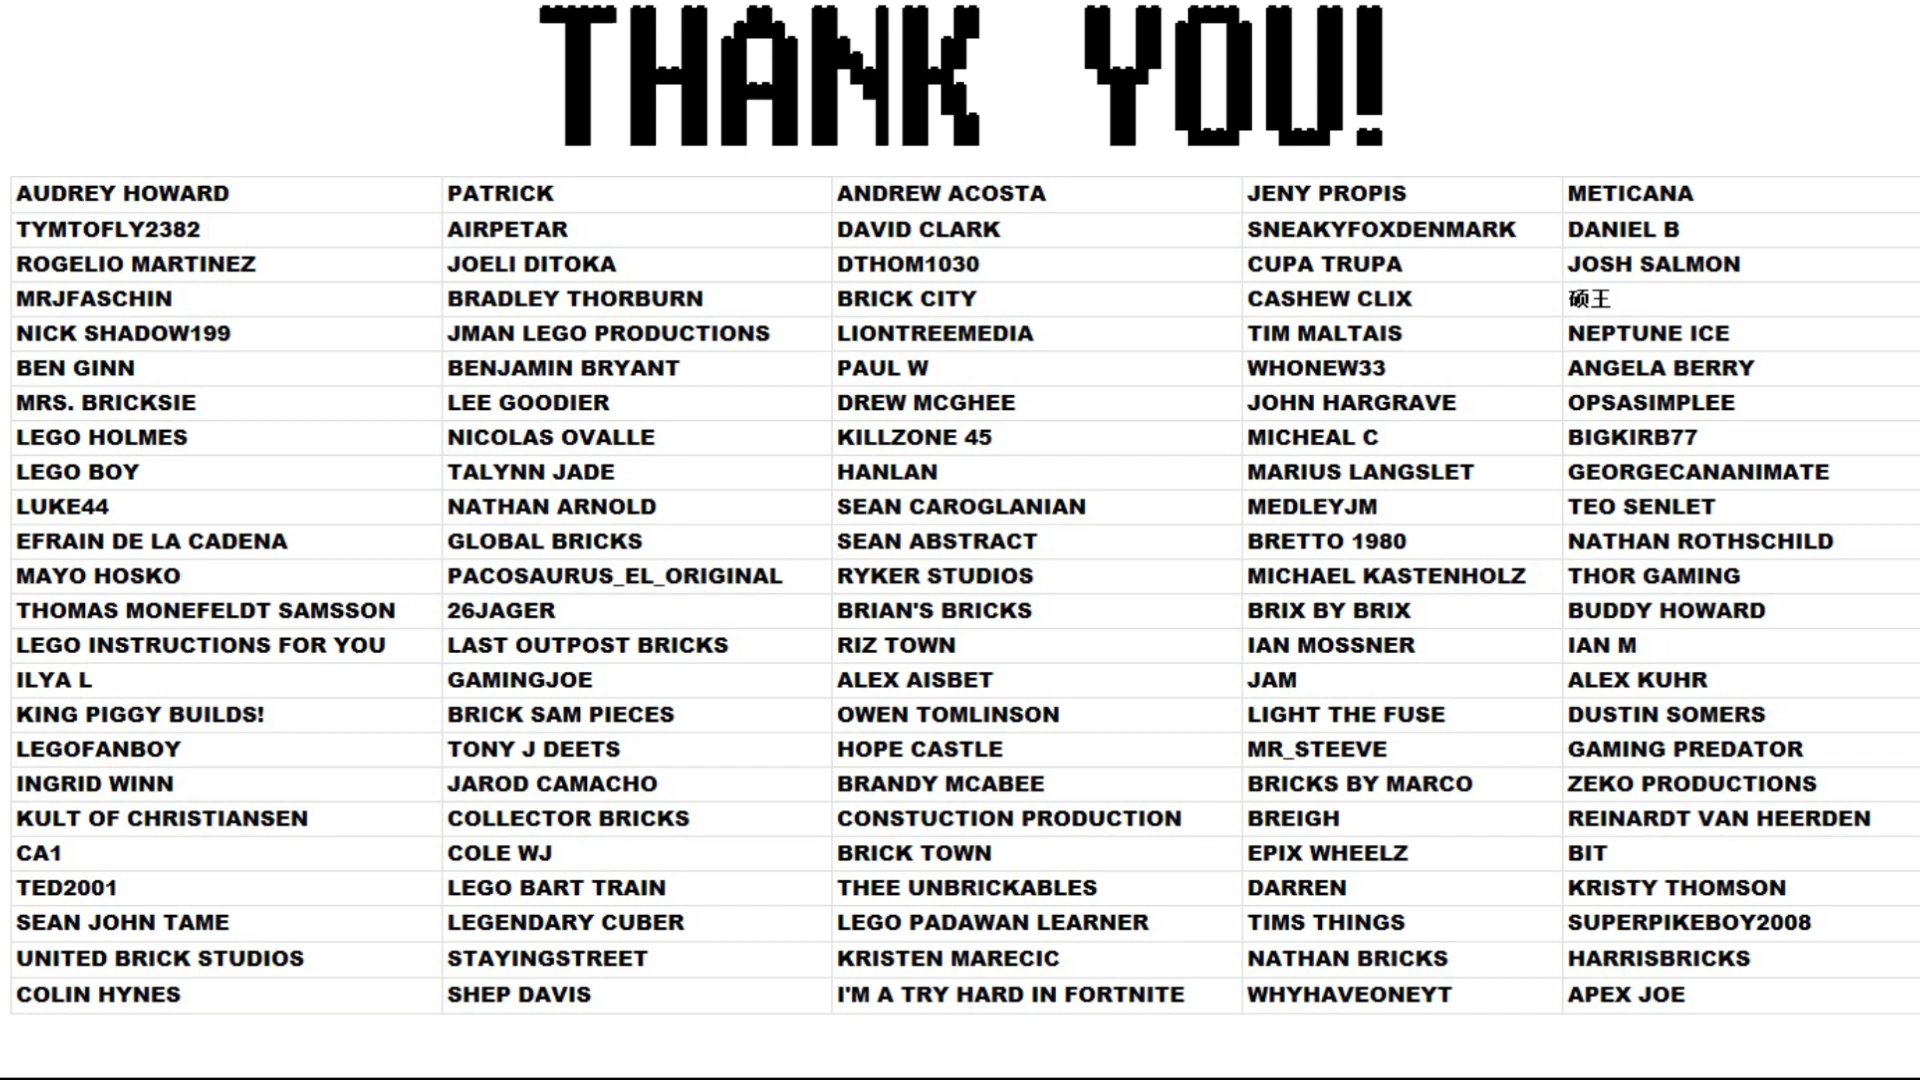 THANK YOU!
AUDREY HOWARD PATRICK ANDREW ACOSTA JENY PROPIS METICANA
TYMTOFLY2382 AIRPETAR DAVID CLARK SNEAKYFOXDENMARK DANIEL B
ROGELIO MARTINEZ JOELI DITOKA DTHOM1030 CUPA TRUPA JOSH SALMON
MRJFASCHIN BRADLEY THORBURN BRICK CITY CASHEW CLIX 硕王
NICK SHADOW199 JMAN LEGO PRODUCTIONS LIONTREEMEDIA TIM MALTAIS NEPTUNE ICE
BEN GINN BENJAMIN BRYANT PAUL W WHONEW33 ANGELA BERRY
MRS. BRICKSIE LEE GOODIER DREW MCGHEE JOHN HARGRAVE OPSASIMPLEE
LEGO HOLMES NICOLAS OVALLE KILLZONE 45 MICHEAL C BIGKIRB77
LEGO BOY TALYNN JADE HANLAN MARIUS LANGSLET GEORGECANANIMATE
LUKE44 NATHAN ARNOLD SEAN CAROGLANIAN MEDLEYJM TEO SENLET
EFRAIN DE LA CADENA GLOBAL BRICKS SEAN ABSTRACT BRETTO 1980 NATHAN ROTHSCHILD
MAYO HOSKO PACOSAURUS_EL_ORIGINAL RYKER STUDIOS MICHAEL KASTENHOLZ THOR GAMING
THOMAS MONEFELDT SAMSSON 26JAGER BRIAN'S BRICKS BRIX BY BRIX BUDDY HOWARD
LEGO INSTRUCTIONS FOR YOU LAST OUTPOST BRICKS RIZ TOWN IAN MOSSNER IAN M
ILYA L GAMINGJOE ALEX AISBET JAM ALEX KUHR
KING PIGGY BUILDS! BRICK SAM PIECES OWEN TOMLINSON LIGHT THE FUSE DUSTIN SOMERS
LEGOFANBOY TONY J DEETS HOPE CASTLE MR_STEEVE GAMING PREDATOR
INGRID WINN JAROD CAMACHO BRANDY MCABEE BRICKS BY MARCO ZEKO PRODUCTIONS
KULT OF CHRISTIANSEN COLLECTOR BRICKS CONSTUCTION PRODUCTION BREIGH REINARDT VAN HEERDEN
CA1 COLE WJ BRICK TOWN EPIX WHEELZ BIT
TED2001 LEGO BART TRAIN THEE UNBRICKABLES DARREN KRISTY THOMSON
SEAN JOHN TAME LEGENDARY CUBER LEGO PADAWAN LEARNER TIMS THINGS SUPERPIKEBOY2008
UNITED BRICK STUDIOS STAYINGSTREET KRISTEN MARECIC NATHAN BRICKS HARRISBRICKS
COLIN HYNES SHEP DAVIS I'M A TRY HARD IN FORTNITE WHYHAVEONEYT APEX JOE